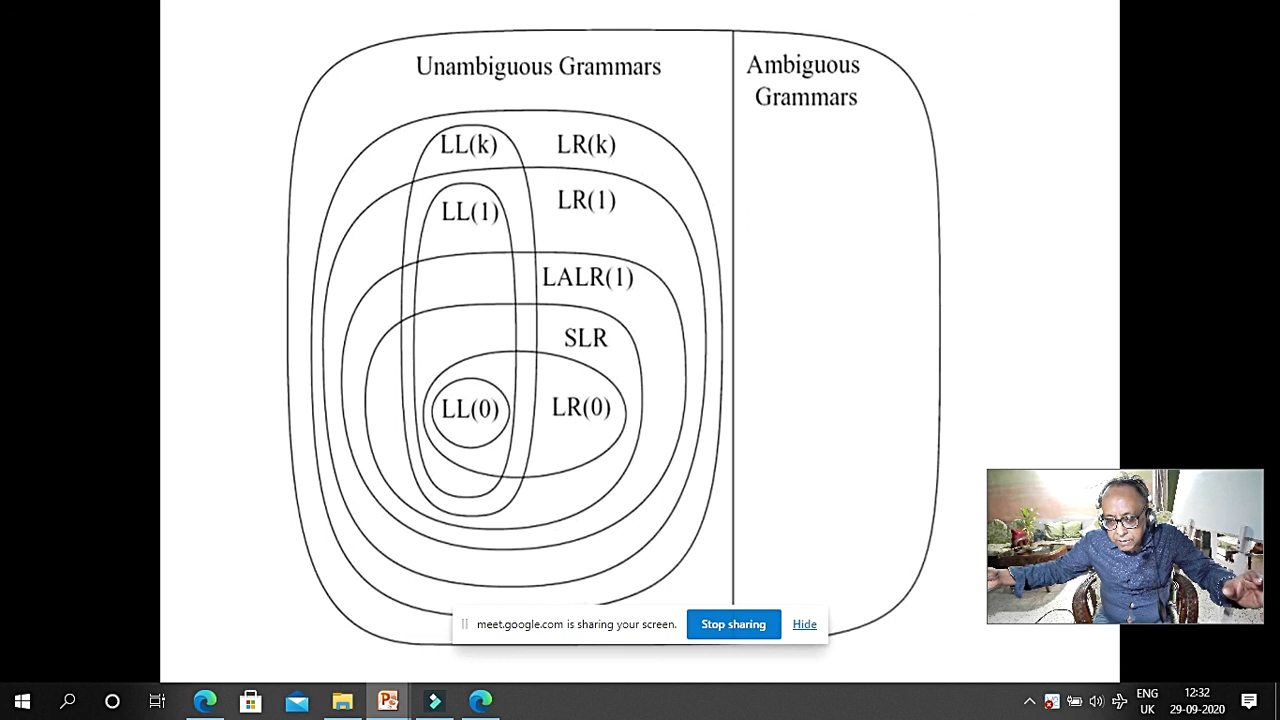 Unambiguous Grammars
Ambiguous
Grammars
LL(k)
LR(k)
LL(1)
LR(1)
LALR(1)
SLR
LL(0)
LR(0)
meet.google.com is sharing your screen.
Stop sharing
Hide
ENG
UK
12:32
29-09-2020